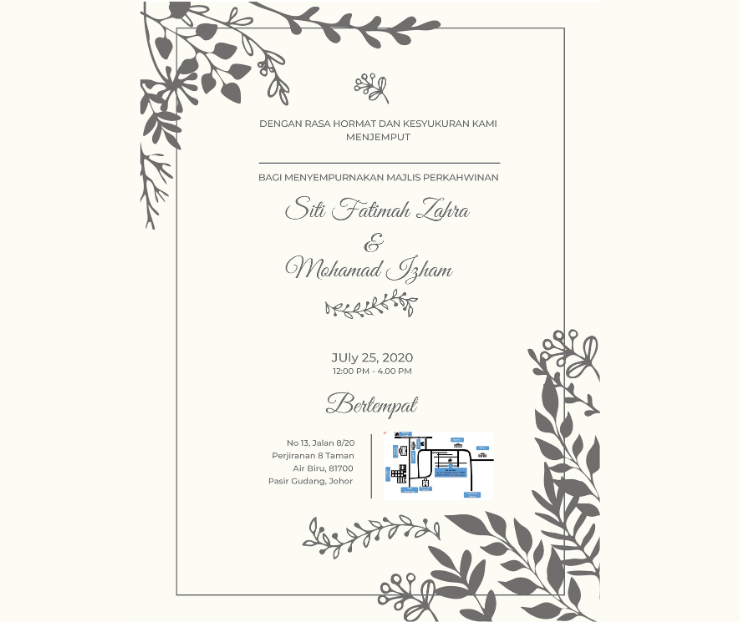 DENGAN RASA HORMAT DAN KESYUKURAN KAMI
MENJEMPUT
BAGI MENYEMPURNAKAN MAJLIS PERKAHWINAN
Siti Fatimah Zahra
&
Mohamad Izham
JUly 25, 2020
12:00 PM - 4.00 PM
Bertempat
No 13, Jalan 8/20
Perjiranan 8 Taman
Air Biru, 81700
Pasir Gudang, Johor